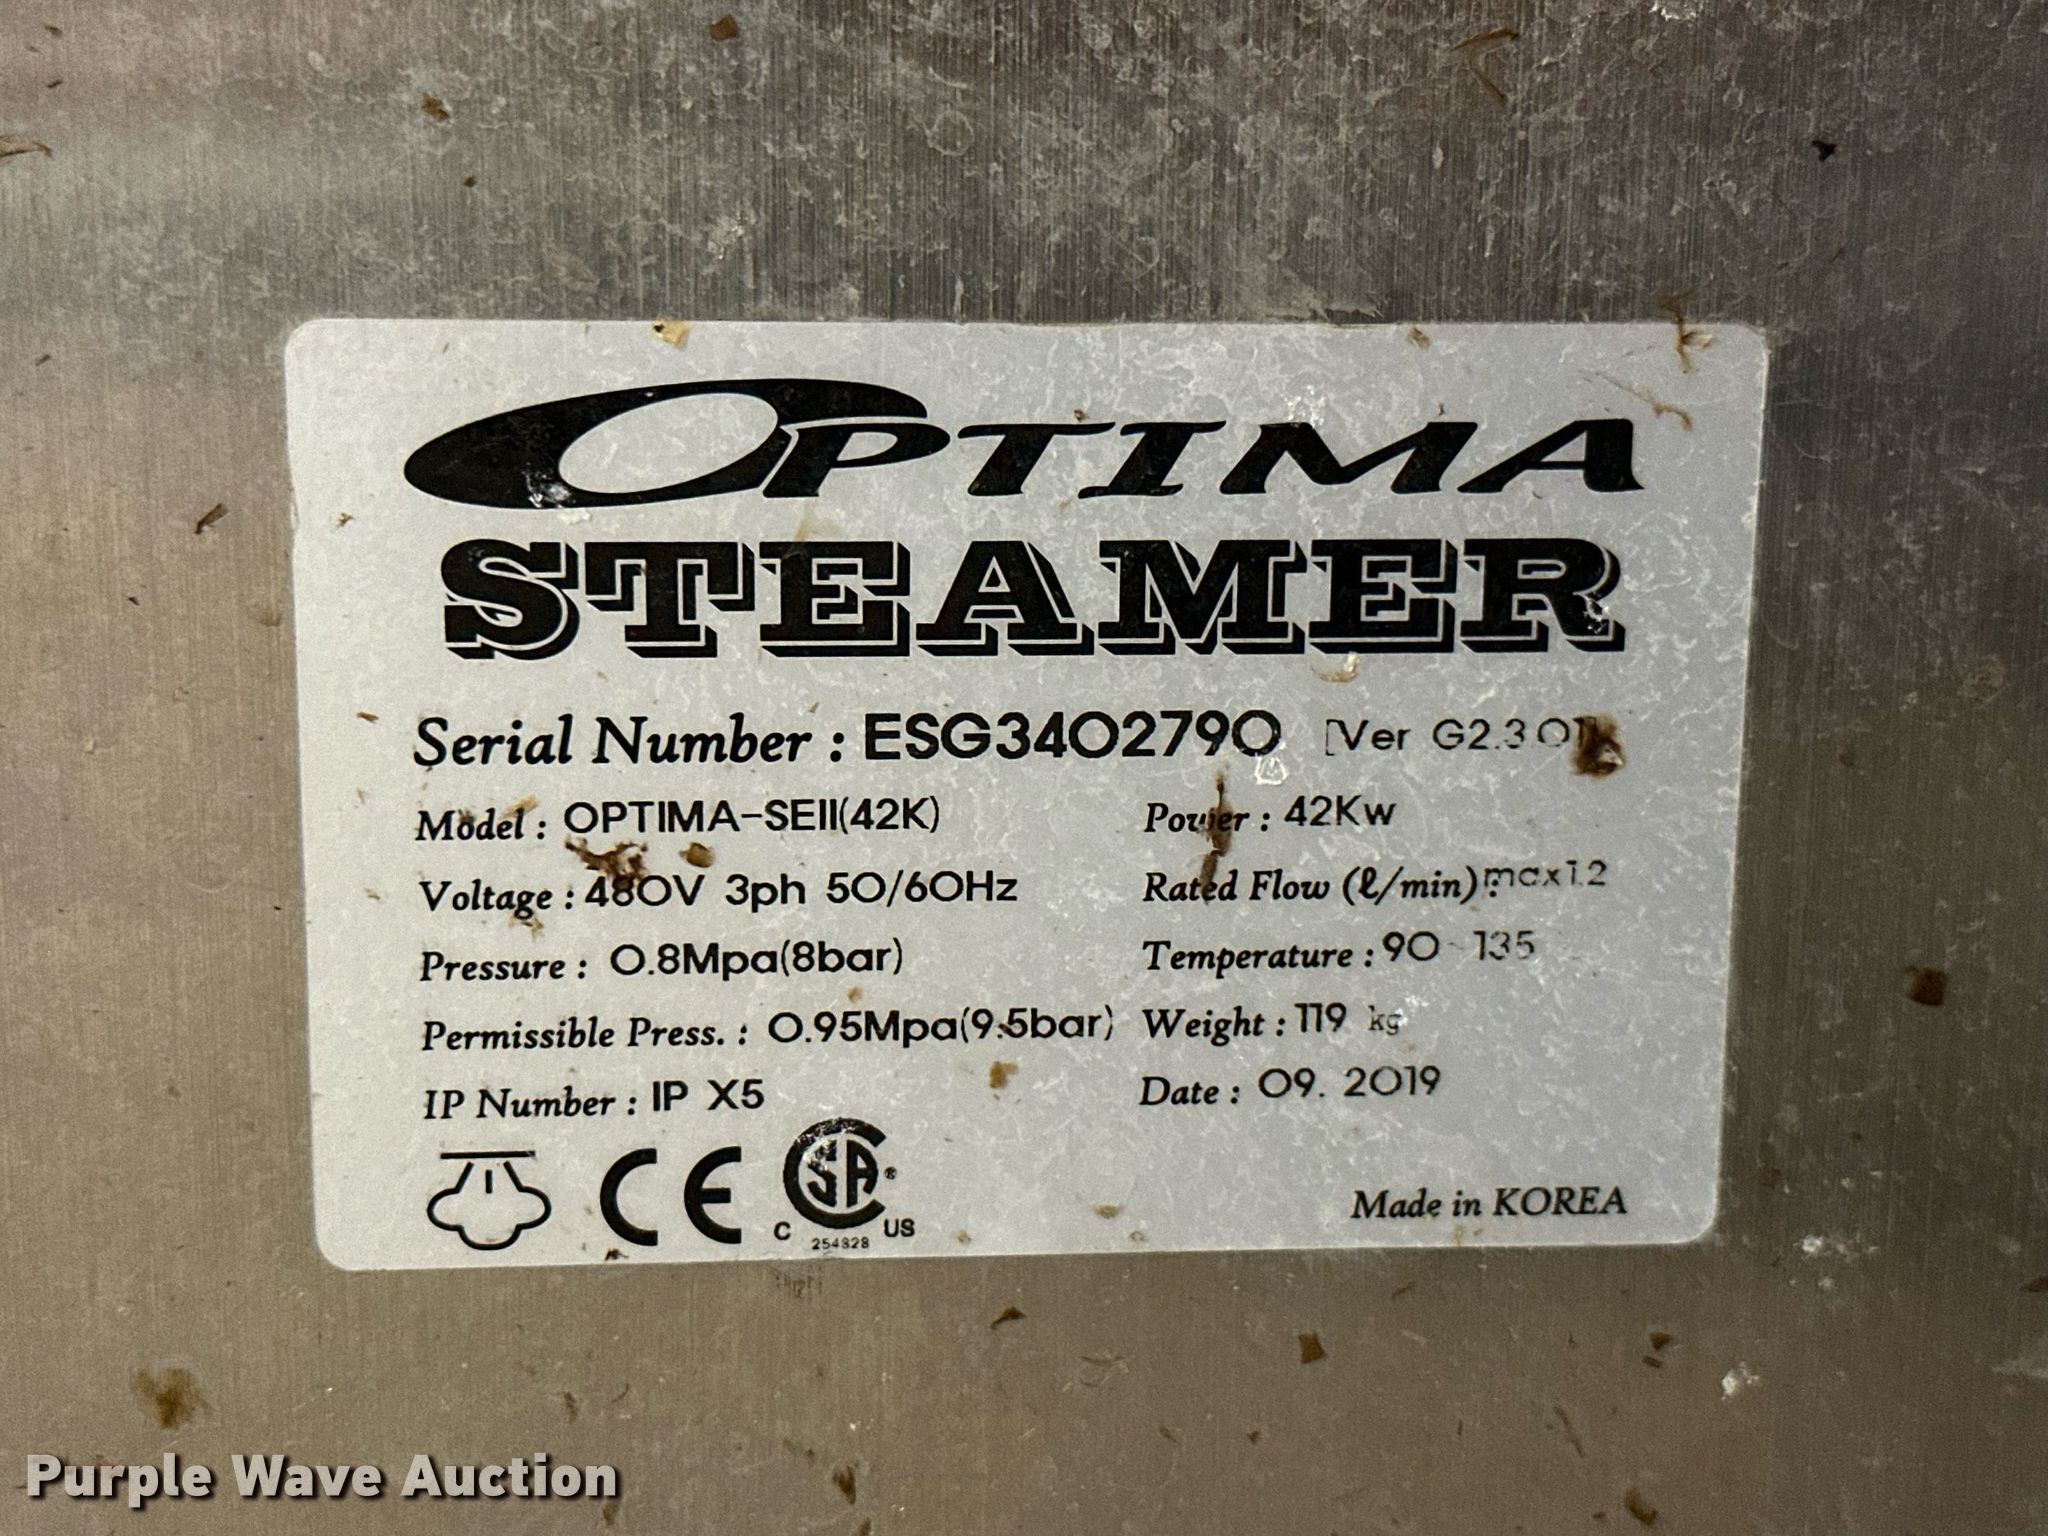 OPTIMA
STEAMER
Serial Number : ESG3402790 [Ver G2.3.01]
Model : OPTIMA-SEII(42K) Power : 42Kw
Voltage : 480V 3ph 50/60Hz Rated Flow (ℓ/min) : max1.2
Pressure : 0.8Mpa(8bar) Temperature : 90~135
Permissible Press. : 0.95Mpa(9.5bar) Weight : 119 kg
IP Number : IP X5 Date : 09. 2019
CE CSA® C US
254828
Made in KOREA
Purple Wave Auction